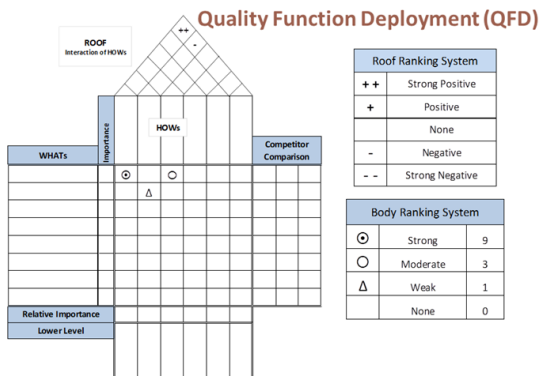 Quality Function Deployment (QFD)
ROOF
Interaction of HOWs
++
-
Importance
HOWs
WHATs
Competitor
Comparison
Relative Importance
Lower Level
Roof Ranking System
++ Strong Positive
+ Positive
None
- Negative
-- Strong Negative
Body Ranking System
Strong 9
Moderate 3
Δ Weak 1
None 0